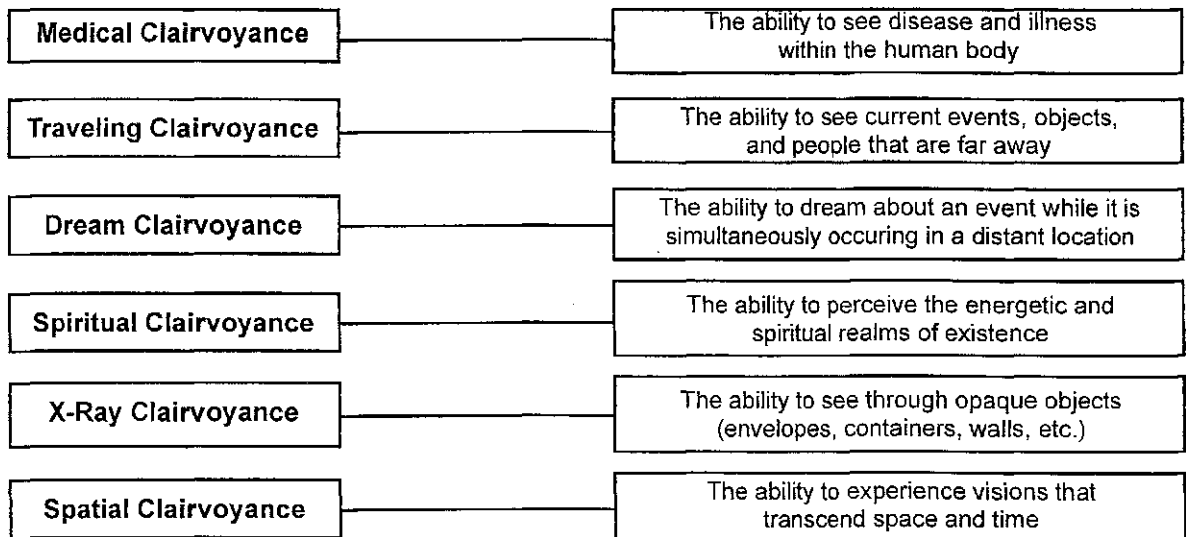 Medical Clairvoyance
The ability to see disease and illness
within the human body
Traveling Clairvoyance
The ability to see current events, objects,
and people that are far away
Dream Clairvoyance
The ability to dream about an event while it is
simultaneously occuring in a distant location
Spiritual Clairvoyance
The ability to perceive the energetic and
spiritual realms of existence
X-Ray Clairvoyance
The ability to see through opaque objects
(envelopes, containers, walls, etc.)
Spatial Clairvoyance
The ability to experience visions that
transcend space and time